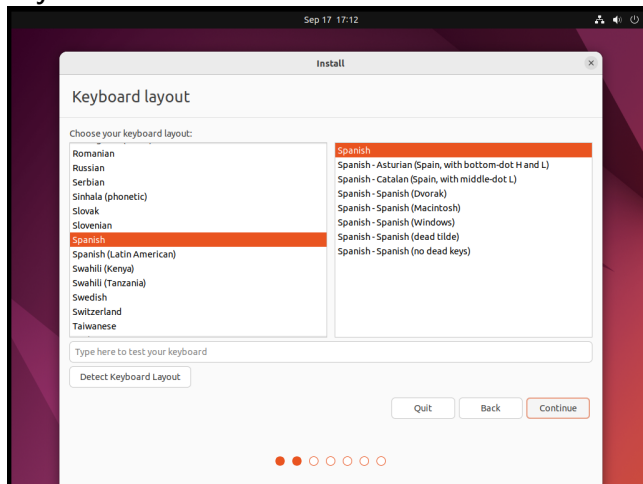 Sep 17 17:12
Install
Keyboard layout
Choose your keyboard layout:
Romanian
Russian
Serbian
Sinhala (phonetic)
Slovak
Slovenian
Spanish
Spanish (Latin American)
Swahili (Kenya)
Swahili (Tanzania)
Swedish
Switzerland
Taiwanese
Spanish
Spanish - Asturian (Spain, with bottom-dot H and L)
Spanish - Catalan (Spain, with middle-dot L)
Spanish - Spanish (Dvorak)
Spanish - Spanish (Macintosh)
Spanish - Spanish (Windows)
Spanish - Spanish (dead tilde)
Spanish - Spanish (no dead keys)
Type here to test your keyboard
Detect Keyboard Layout
Quit Back Continue